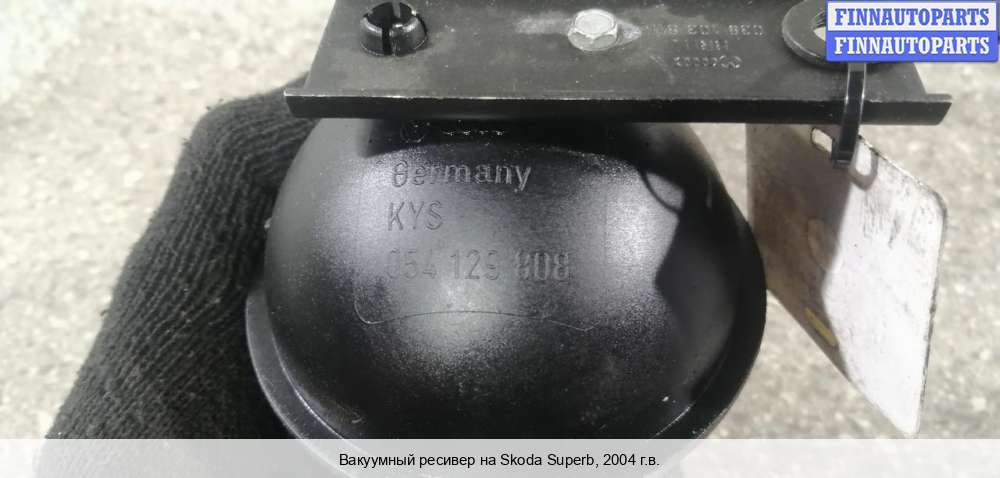 FINNAUTOPARTS
FINNAUTOPARTS
Germany
KYS
054 129 808
Вакуумный ресивер на Skoda Superb, 2004 г.в.